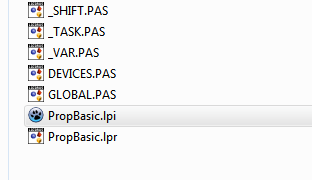 _SHIFT.PAS
_TASK.PAS
_VAR.PAS
DEVICES.PAS
GLOBAL.PAS
PropBasic.lpi
PropBasic.lpr